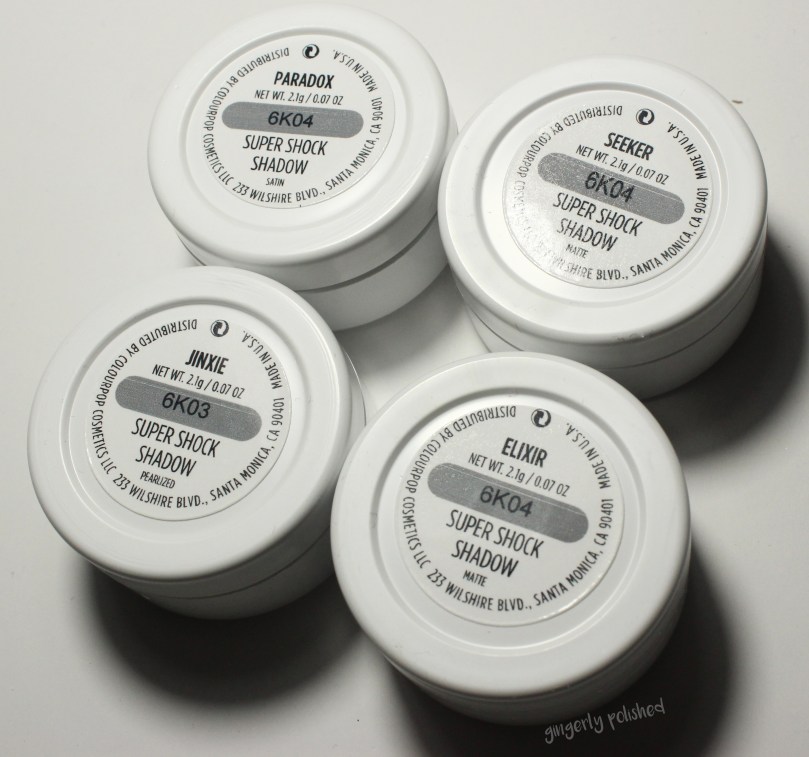 PARADOX
NET WT. 2.1g / 0.07 OZ
6K04
SUPER SHOCK
SHADOW
SATIN
DISTRIBUTED BY COLOURPOP COSMETICS LLC 233 WILSHIRE BLVD., SANTA MONICA, CA 90401 MADE IN U.S.A.
SEEKER
NET WT. 2.1g / 0.07 OZ
6K04
SUPER SHOCK
SHADOW
MATTE
DISTRIBUTED BY COLOURPOP COSMETICS LLC 233 WILSHIRE BLVD., SANTA MONICA, CA 90401 MADE IN U.S.A.
JINXIE
NET WT. 2.1g / 0.07 OZ
6K03
SUPER SHOCK
SHADOW
PEARLIZED
DISTRIBUTED BY COLOURPOP COSMETICS LLC 233 WILSHIRE BLVD., SANTA MONICA, CA 90401 MADE IN U.S.A.
ELIXIR
NET WT. 2.1g / 0.07 OZ
6K04
SUPER SHOCK
SHADOW
MATTE
DISTRIBUTED BY COLOURPOP COSMETICS LLC 233 WILSHIRE BLVD., SANTA MONICA, CA 90401 MADE IN U.S.A.
gingerly polished